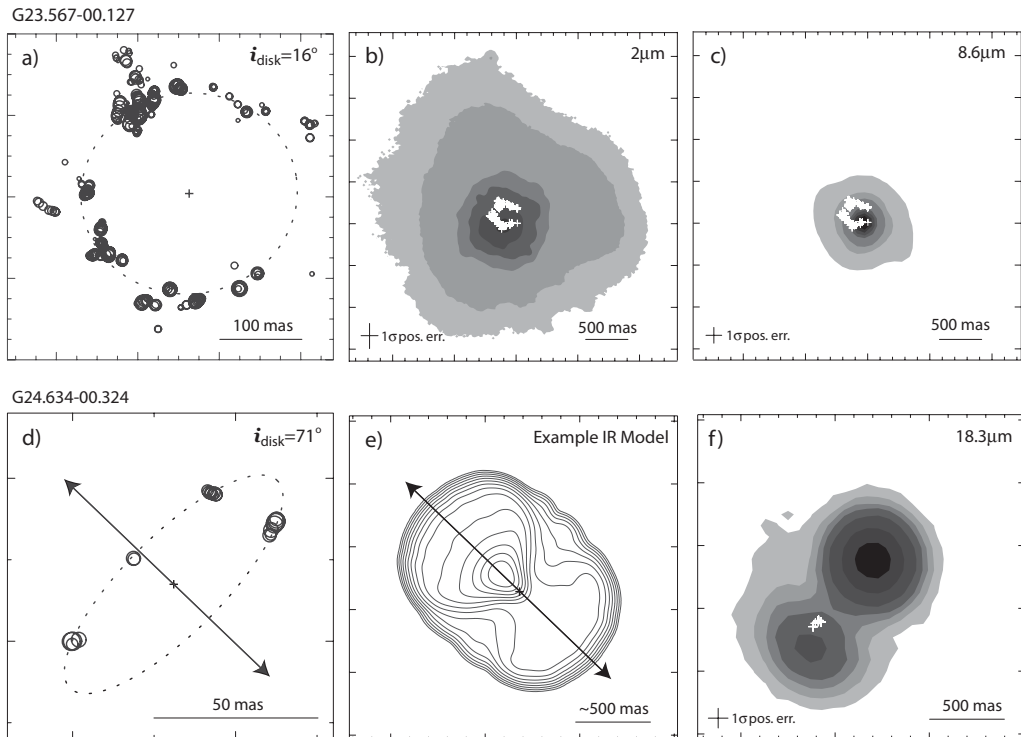 G23.567-00.127
a)
i disk=16°
100 mas
b)
2μm
1σ pos. err.
500 mas
c)
8.6μm
1σ pos. err.
500 mas
G24.634-00.324
d)
i disk=71°
50 mas
e)
Example IR Model
~500 mas
f)
18.3μm
1σ pos. err.
500 mas